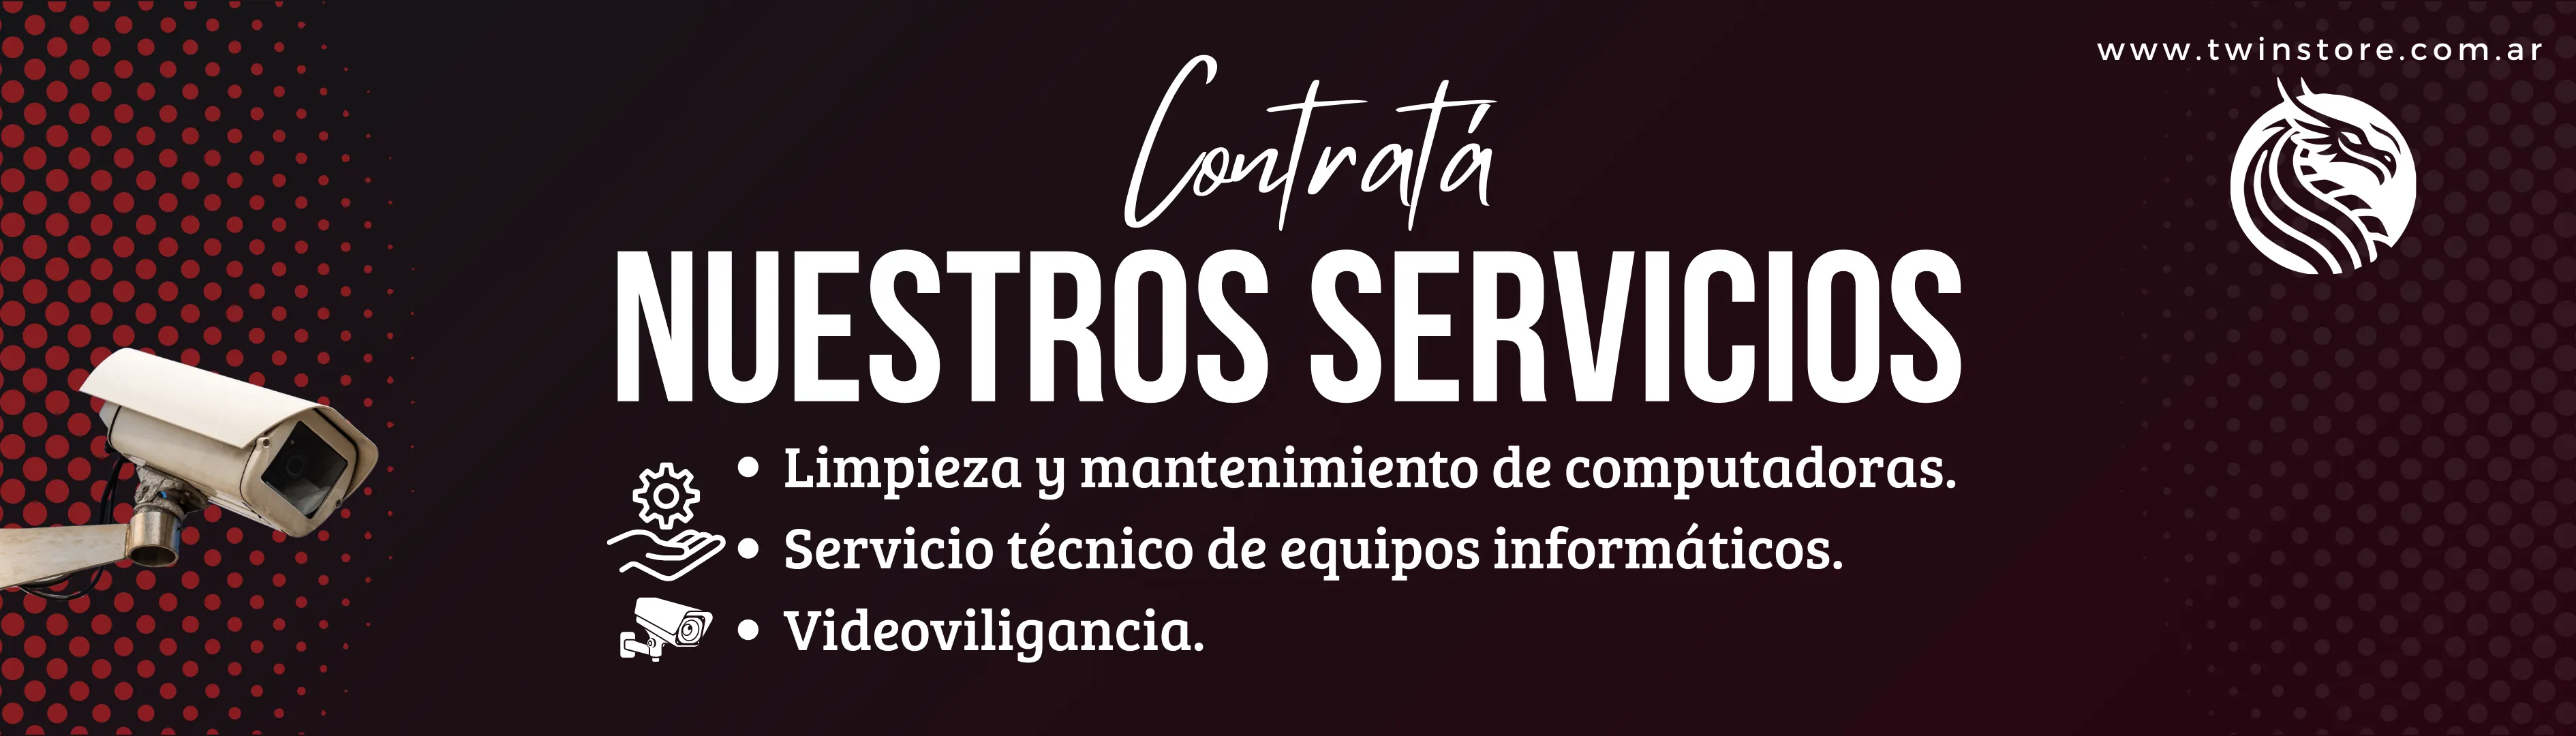 www.twinstore.com.ar
Contratá
NUESTROS SERVICIOS
• Limpieza y mantenimiento de computadoras.
• Servicio técnico de equipos informáticos.
• Videoviligancia.